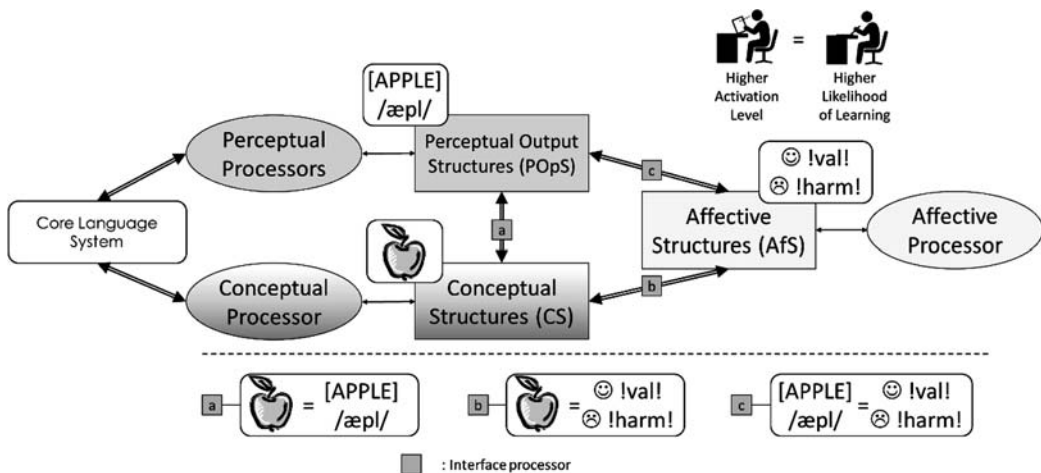 =
Higher
Activation
Level
Higher
Likelihood
of Learning
[APPLE]
/æpl/
Perceptual
Processors
Perceptual Output
Structures (POpS)
c
☺ !val!
☹ !harm!
Core Language
System
a
Affective
Structures (AfS)
Affective
Processor
Conceptual
Processor
Conceptual
Structures (CS)
b
a
= [APPLE]
/æpl/
b
= ☺ !val!
☹ !harm!
c
[APPLE] = ☺ !val!
/æpl/ ☹ !harm!
: Interface processor